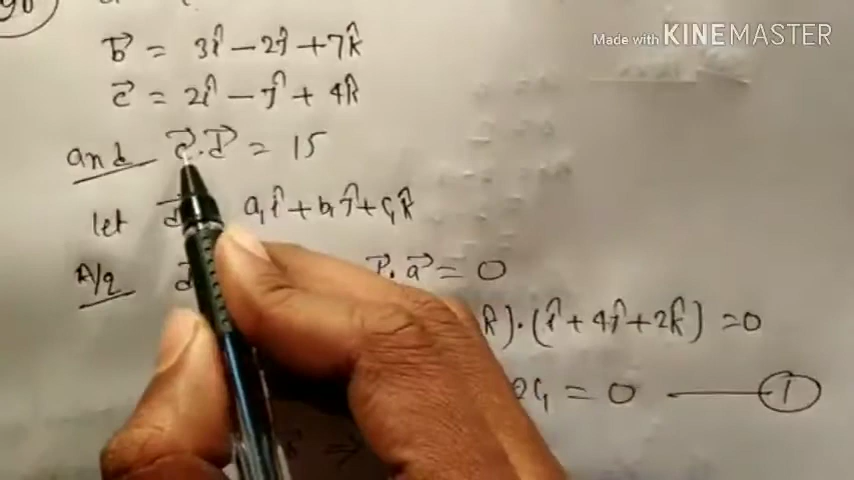 Made with KINEMASTER
b⃗ = 3î - 2ĵ + 7k̂
c⃗ = 2î - ĵ + 4k̂
and c⃗.d⃗ = 15
let d⃗ a₁î + b₁ĵ + c₁k̂
A/q d⃗ . a⃗ = 0
k̂).(î + 4ĵ + 2k̂) = 0
2c₁ = 0 ——— 1
⇒